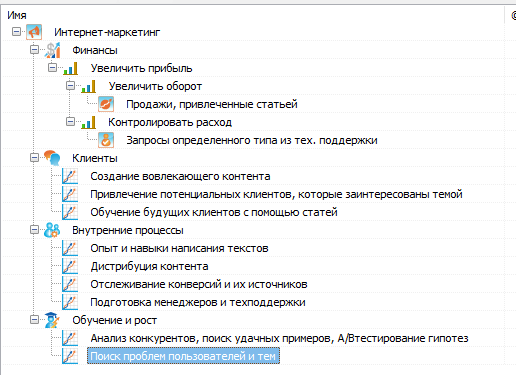 Имя
Интернет-маркетинг
Финансы
Увеличить прибыль
Увеличить оборот
Продажи, привлеченные статьей
Контролировать расход
Запросы определенного типа из тех. поддержки
Клиенты
Создание вовлекающего контента
Привлечение потенциальных клиентов, которые заинтересованы темой
Обучение будущих клиентов с помощью статей
Внутренние процессы
Опыт и навыки написания текстов
Дистрибуция контента
Отслеживание конверсий и их источников
Подготовка менеджеров и техподдержки
Обучение и рост
Анализ конкурентов, поиск удачных примеров, А/Втестирование гипотез
Поиск проблем пользователей и тем